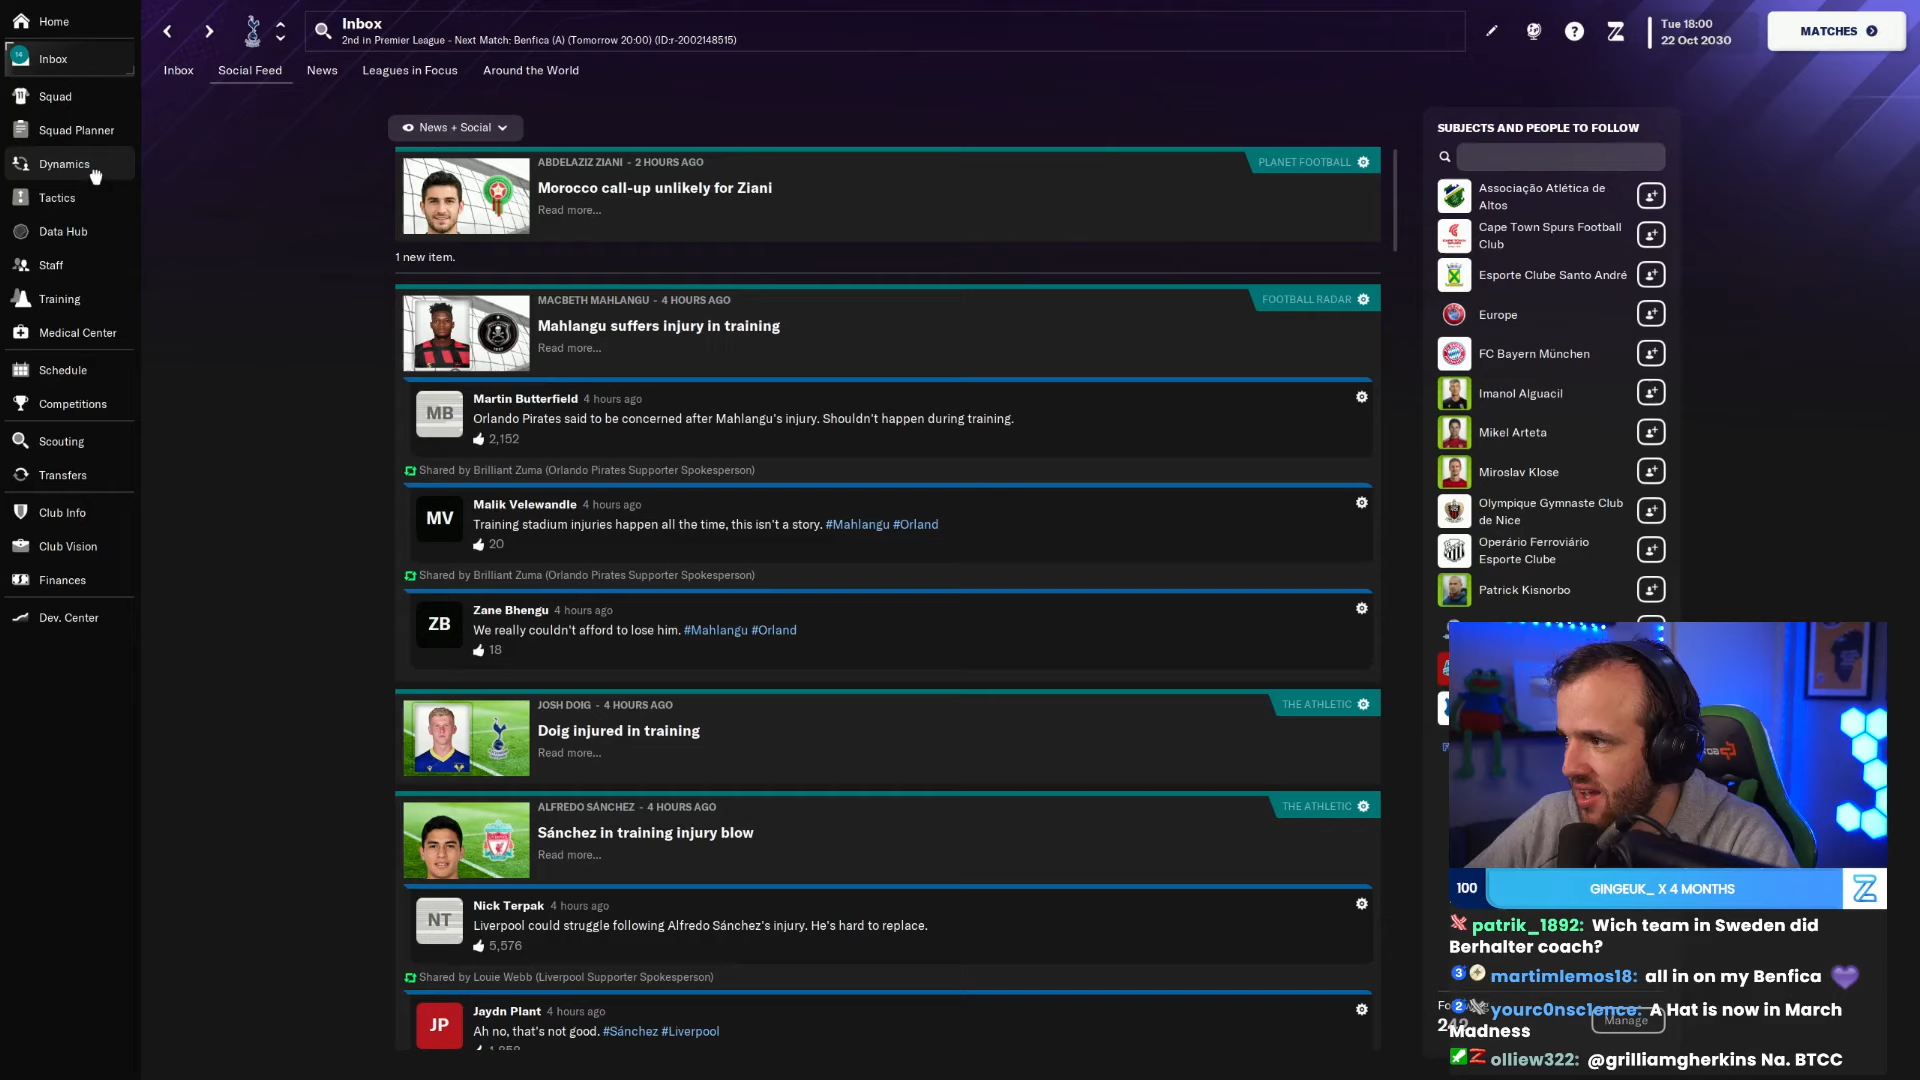 Home
14
Inbox
Squad
Squad Planner
Dynamics
Tactics
Data Hub
Staff
Training
Medical Center
Schedule
Competitions
Scouting
Transfers
Club Info
Club Vision
Finances
Dev. Center
Inbox
2nd in Premier League - Next Match: Benfica (A) (Tomorrow 20:00) (ID:r-2002148515)
Tue 18:00
22 Oct 2030
MATCHES
Inbox Social Feed News Leagues in Focus Around the World
News + Social
ABDELAZIZ ZIANI - 2 HOURS AGO
PLANET FOOTBALL
Morocco call-up unlikely for Ziani
Read more...
1 new item.
MACBETH MAHLANGU - 4 HOURS AGO
FOOTBALL RADAR
Mahlangu suffers injury in training
Read more...
MB
Martin Butterfield 4 hours ago
Orlando Pirates said to be concerned after Mahlangu's injury. Shouldn't happen during training.
2,152
Shared by Brilliant Zuma (Orlando Pirates Supporter Spokesperson)
MV
Malik Velewandle 4 hours ago
Training stadium injuries happen all the time, this isn't a story. #Mahlangu #Orland
20
Shared by Brilliant Zuma (Orlando Pirates Supporter Spokesperson)
ZB
Zane Bhengu 4 hours ago
We really couldn't afford to lose him. #Mahlangu #Orland
18
JOSH DOIG - 4 HOURS AGO
THE ATHLETIC
Doig injured in training
Read more...
ALFREDO SÁNCHEZ - 4 HOURS AGO
THE ATHLETIC
Sánchez in training injury blow
Read more...
NT
Nick Terpak 4 hours ago
Liverpool could struggle following Alfredo Sánchez's injury. He's hard to replace.
5,576
Shared by Louie Webb (Liverpool Supporter Spokesperson)
JP
Jaydn Plant 4 hours ago
Ah no, that's not good. #Sánchez #Liverpool
SUBJECTS AND PEOPLE TO FOLLOW
Associação Atlética de
Altos
Cape Town Spurs Football
Club
Esporte Clube Santo André
Europe
FC Bayern München
Imanol Alguacil
Mikel Arteta
Miroslav Klose
Olympique Gymnaste Club
de Nice
Operário Ferroviário
Esporte Clube
Patrick Kisnorbo
100
GINGEUK_ X 4 MONTHS
patrik_1892: Wich team in Sweden did
Berhalter coach?
3 martimlemos18: all in on my Benfica
2 yourc0nsc1ence: A Hat is now in March
Madness
Manage
olliew322: @grilliamgherkins Na. BTCC